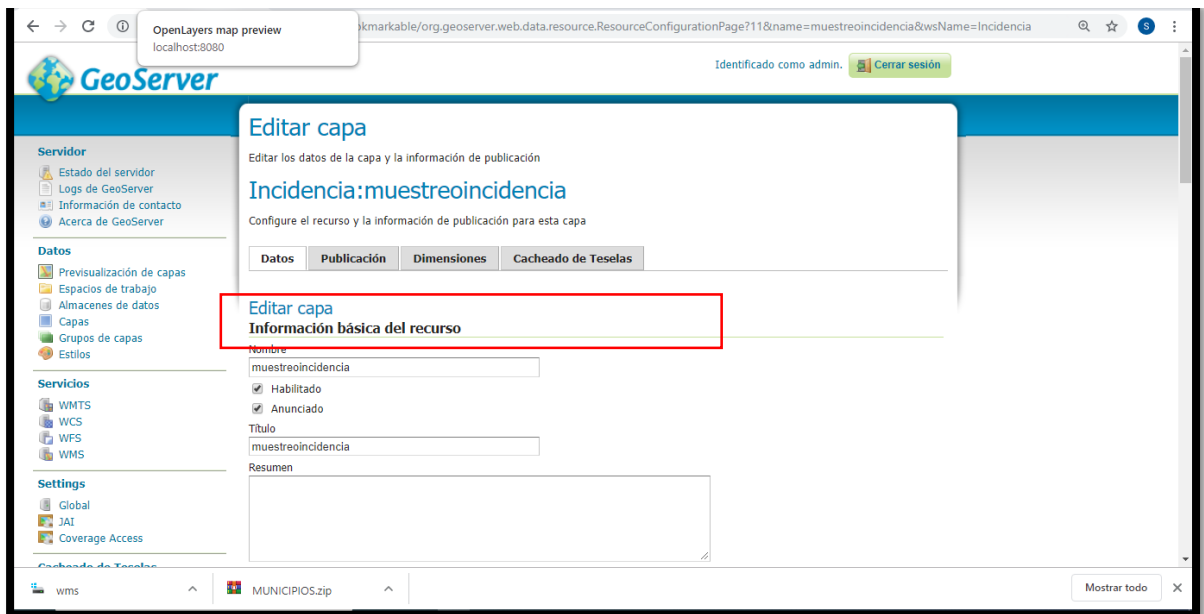 OpenLayers map preview
localhost:8080
okmarkable/org.geoserver.web.data.resource.ResourceConfigurationPage?11&name=muestreoincidencia&wsName=Incidencia
S
GeoServer
Identificado como admin.
Cerrar sesión
Servidor
Estado del servidor
Logs de GeoServer
Información de contacto
Acerca de GeoServer
Datos
Previsualización de capas
Espacios de trabajo
Almacenes de datos
Capas
Grupos de capas
Estilos
Servicios
WMTS
WCS
WFS
WMS
Settings
Global
JAI
Coverage Access
Cacheado de Teselas
Editar capa
Editar los datos de la capa y la información de publicación
Incidencia:muestreoincidencia
Configure el recurso y la información de publicación para esta capa
Datos Publicación Dimensiones Cacheado de Teselas
Editar capa
Información básica del recurso
Nombre
muestreoincidencia
Habilitado
Anunciado
Título
muestreoincidencia
Resumen
wms
MUNICIPIOS.zip
Mostrar todo